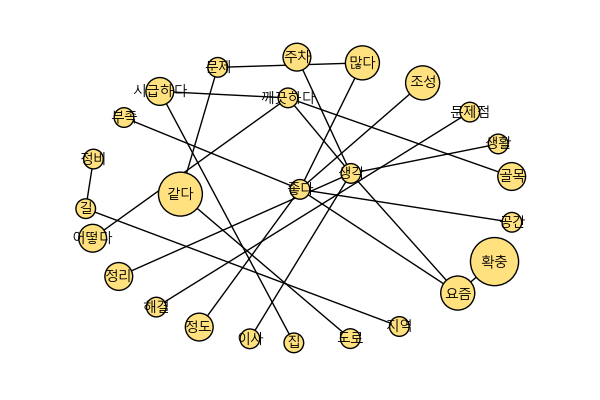 주차
문제
많다
조성
시급하다
깨끗하다
문제점
부족
생활
정비
생각
골목
좋다
같다
길
공간
어떻다
확충
정리
요즘
해결
정도
지역
이사
집
도로